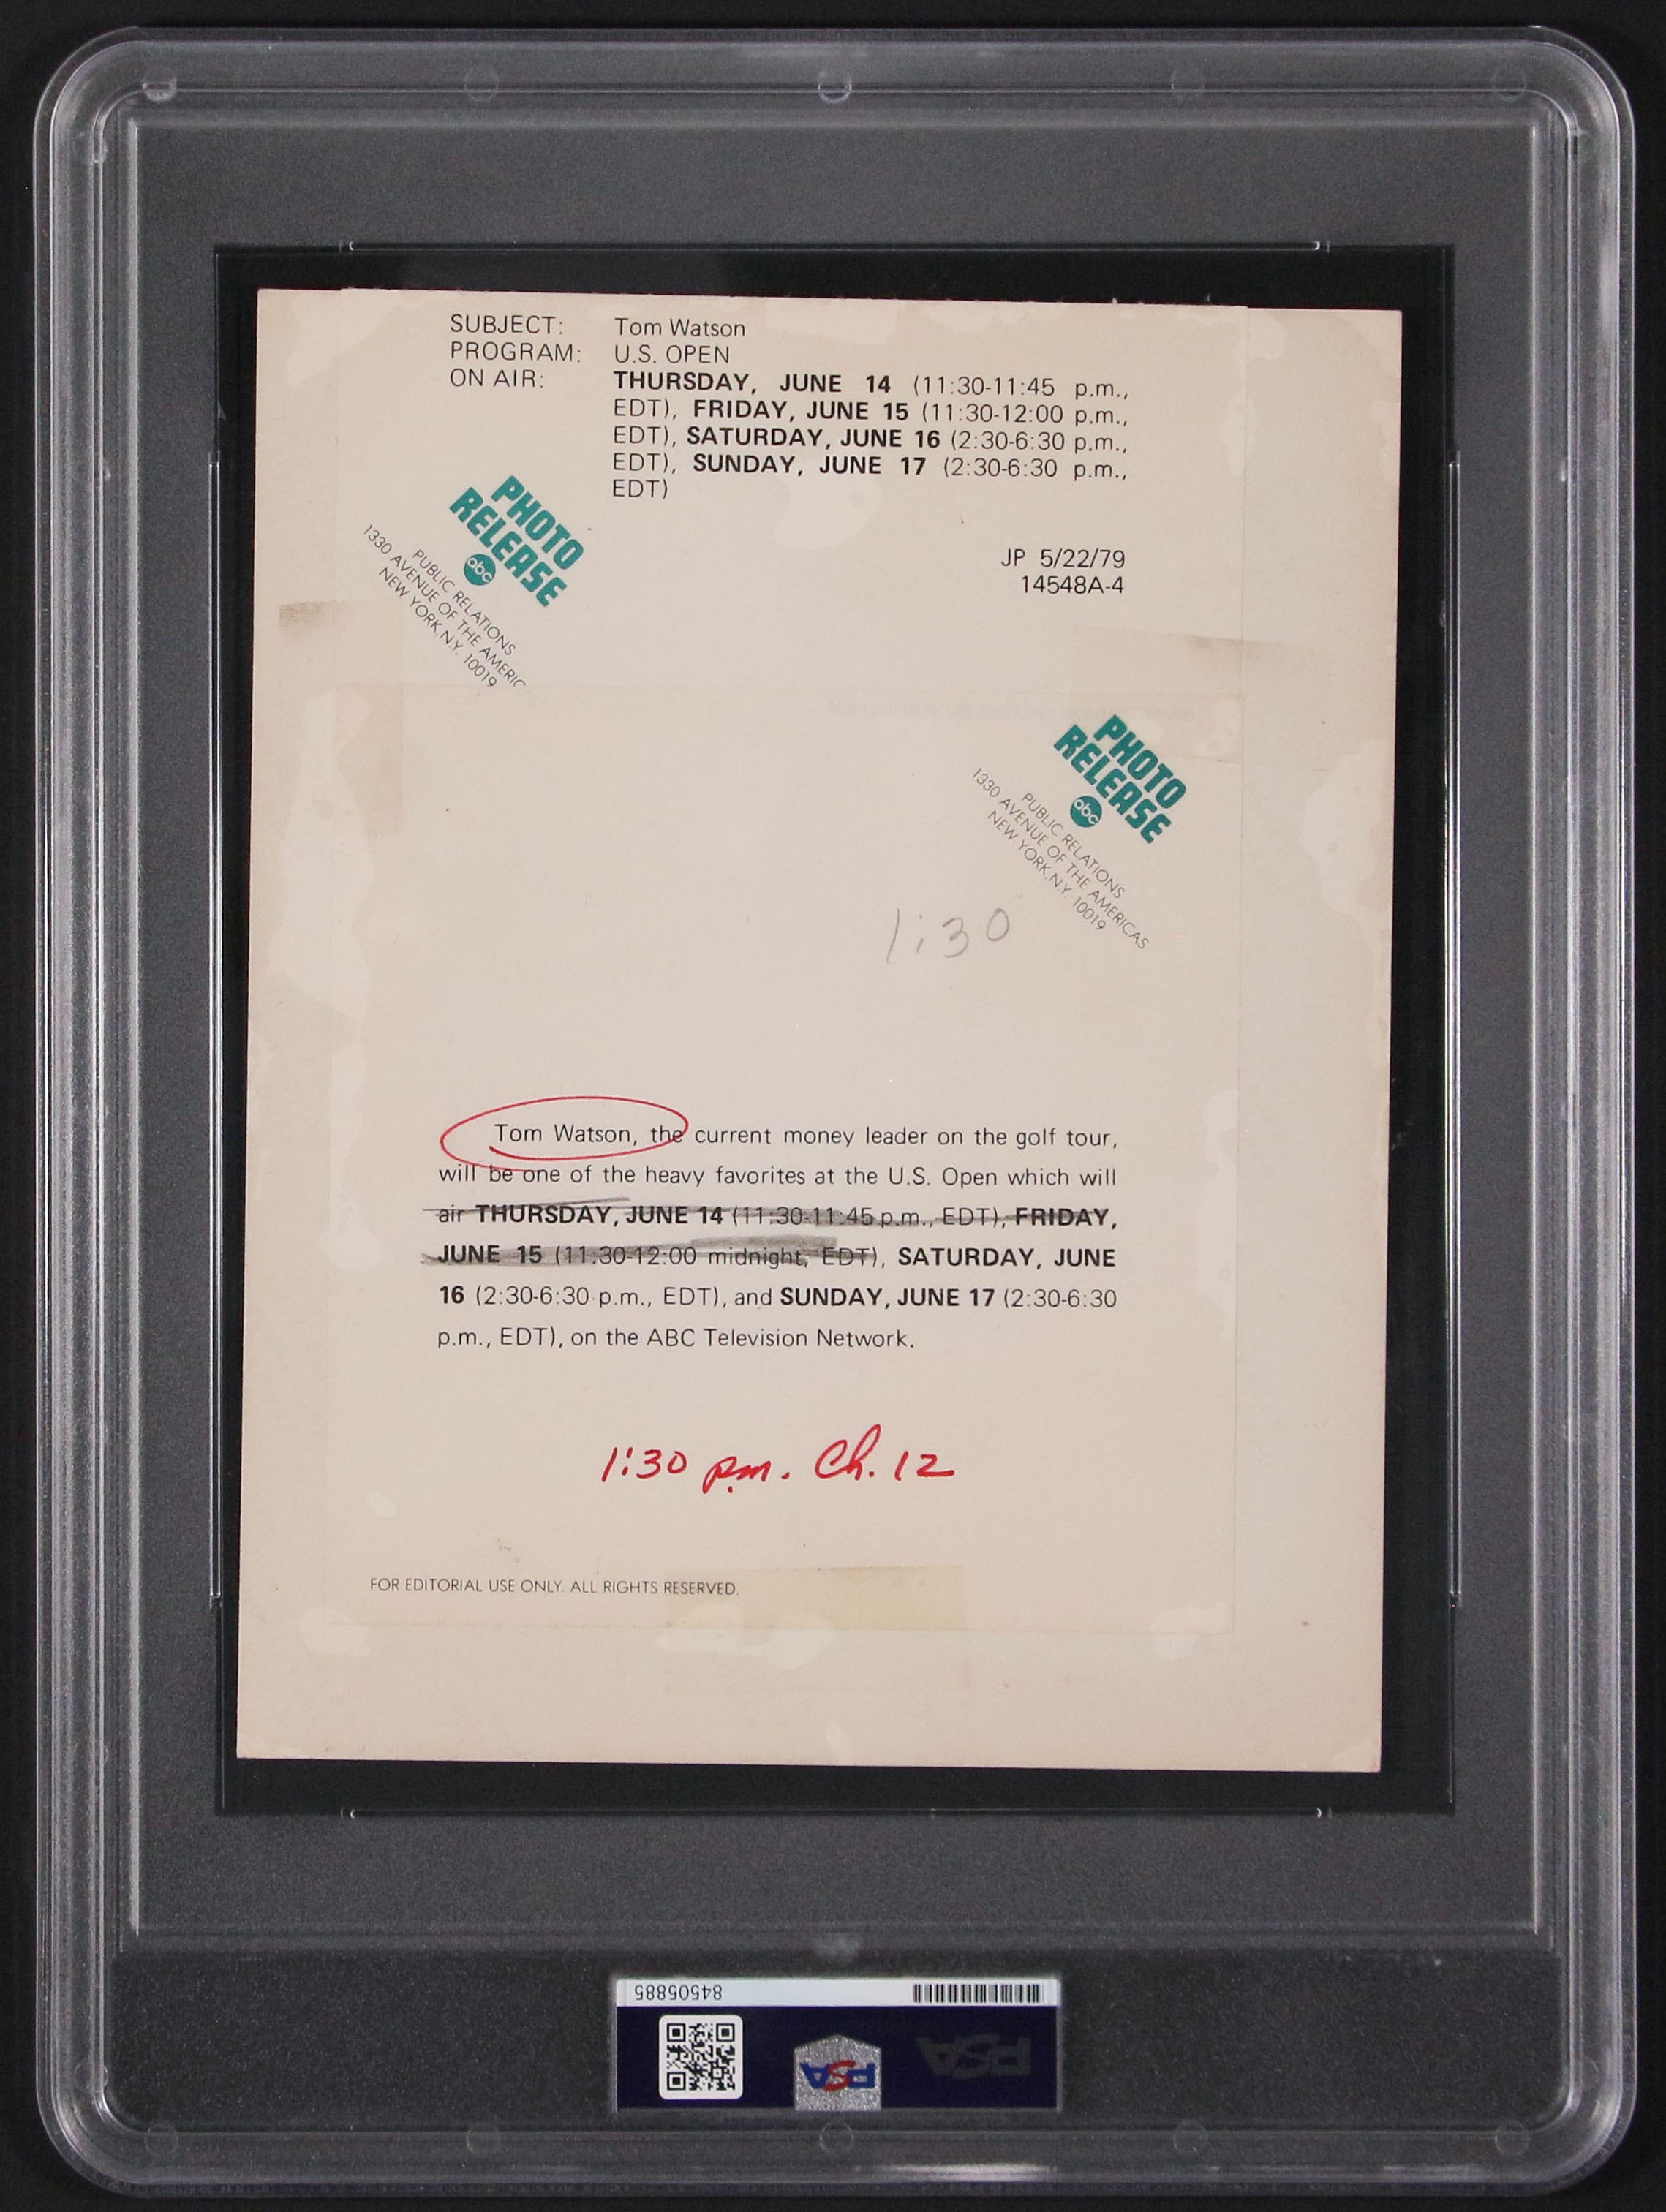 SUBJECT: Tom Watson
PROGRAM: U.S. OPEN
ON AIR: THURSDAY, JUNE 14 (11:30-11:45 p.m.,
EDT), FRIDAY, JUNE 15 (11:30-12:00 p.m.,
EDT), SATURDAY, JUNE 16 (2:30-6:30 p.m.,
EDT), SUNDAY, JUNE 17 (2:30-6:30 p.m.,
EDT)
PHOTO
RELEASE
abc
PUBLIC RELATIONS
1330 AVENUE OF THE AMERIC
NEW YORK, N.Y. 10019
JP 5/22/79
14548A-4
PHOTO
RELEASE
abc
PUBLIC RELATIONS
1330 AVENUE OF THE AMERICAS
NEW YORK, N.Y. 10019
1:30
Tom Watson, the current money leader on the golf tour,
will be one of the heavy favorites at the U.S. Open which will
air THURSDAY, JUNE 14 (11:30-11:45 p.m., EDT), FRIDAY,
JUNE 15 (11:30-12:00 midnight, EDT), SATURDAY, JUNE
16 (2:30-6:30 p.m., EDT), and SUNDAY, JUNE 17 (2:30-6:30
p.m., EDT), on the ABC Television Network.
1:30 p.m. Ch. 12
FOR EDITORIAL USE ONLY. ALL RIGHTS RESERVED.
84505885
PSA
PSA